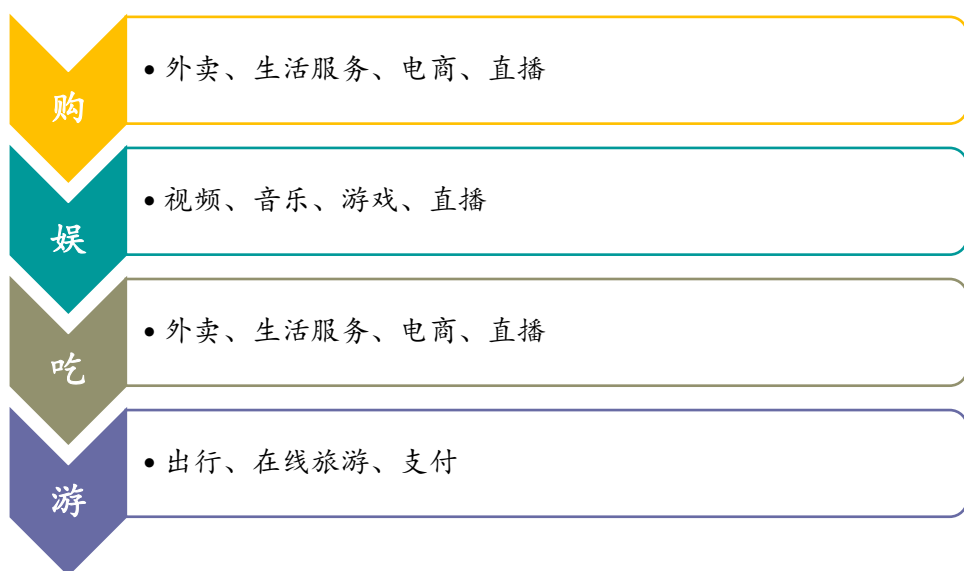 购
• 外卖、生活服务、电商、直播
娱
• 视频、音乐、游戏、直播
吃
• 外卖、生活服务、电商、直播
游
• 出行、在线旅游、支付